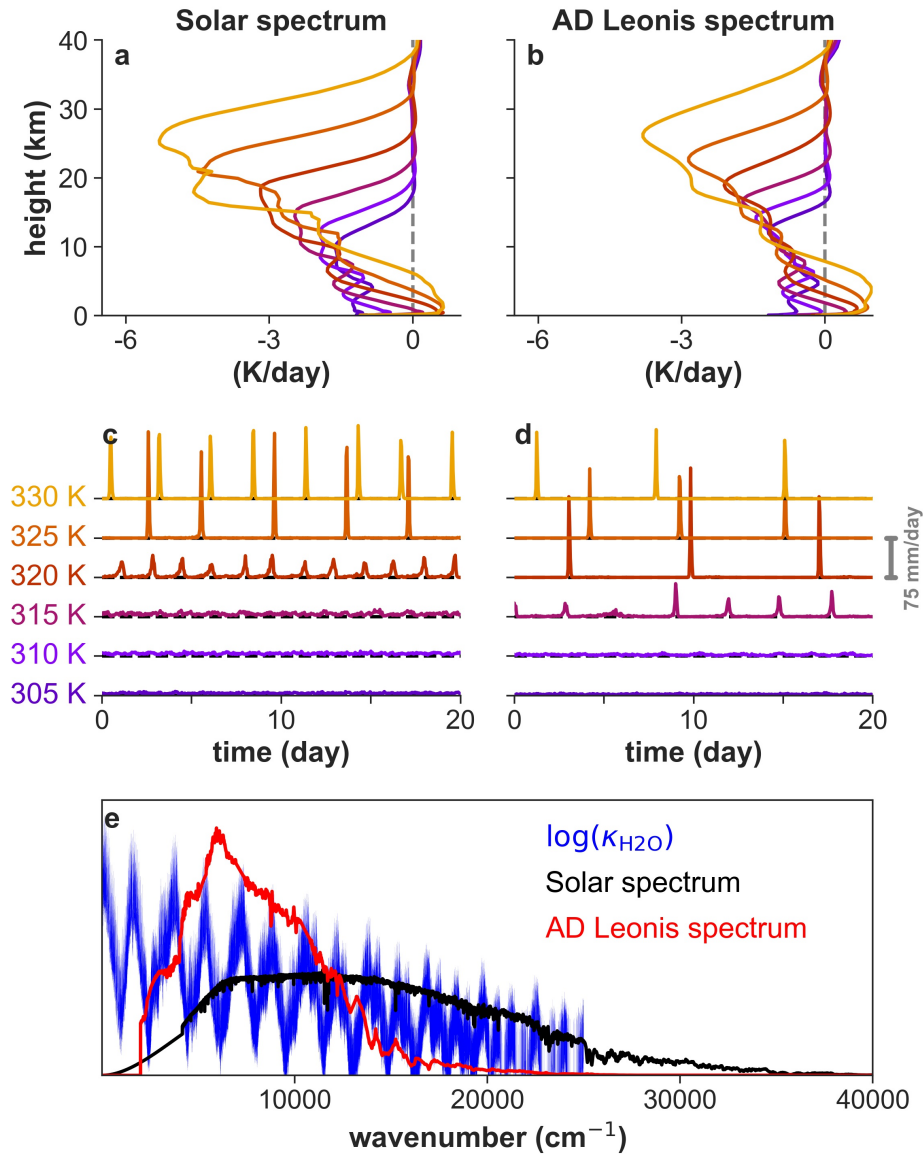 Solar spectrum
AD Leonis spectrum
a
b
height (km)
40
30
20
10
0
-6
-3
0
-6
-3
0
(K/day)
(K/day)
c
d
330 K
325 K
320 K
315 K
310 K
305 K
75 mm/day
0
10
20
0
10
20
time (day)
time (day)
e
log(κH2O)
Solar spectrum
AD Leonis spectrum
10000
20000
30000
40000
wavenumber (cm⁻¹)